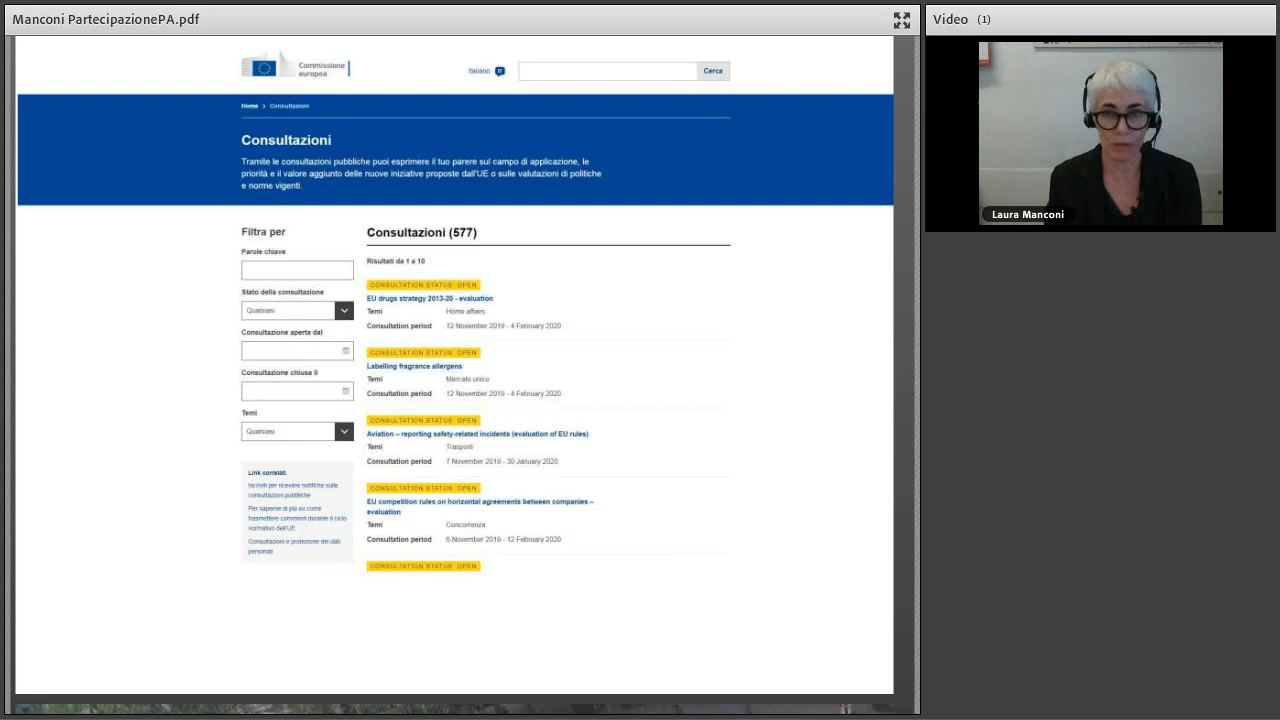 Manconi PartecipazionePA.pdf
Video (1)
Commissione
europea
italiano IT
Cerca
Home > Consultazioni
Consultazioni
Tramite le consultazioni pubbliche puoi esprimere il tuo parere sul campo di applicazione, le
priorità e il valore aggiunto delle nuove iniziative proposte dall'UE o sulle valutazioni di politiche
e norme vigenti.
Filtra per
Parole chiave
Stato della consultazione
Qualsiasi
Consultazione aperta dal
Consultazione chiusa il
Temi
Qualsiasi
Link correlati
Iscriviti per ricevere notifiche sulle
consultazioni pubbliche
Per saperne di più su come
trasmettere commenti durante il ciclo
normativo dell'UE
Consultazioni e protezione dei dati
personali
Consultazioni (577)
Risultati da 1 a 10
CONSULTATION STATUS: OPEN
EU drugs strategy 2013-20 - evaluation
Temi Home affairs
Consultation period 12 November 2019 - 4 February 2020
CONSULTATION STATUS: OPEN
Labelling fragrance allergens
Temi Mercato unico
Consultation period 12 November 2019 - 4 February 2020
CONSULTATION STATUS: OPEN
Aviation – reporting safety-related incidents (evaluation of EU rules)
Temi Trasporti
Consultation period 7 November 2019 - 30 January 2020
CONSULTATION STATUS: OPEN
EU competition rules on horizontal agreements between companies –
evaluation
Temi Concorrenza
Consultation period 6 November 2019 - 12 February 2020
CONSULTATION STATUS: OPEN
Laura Manconi